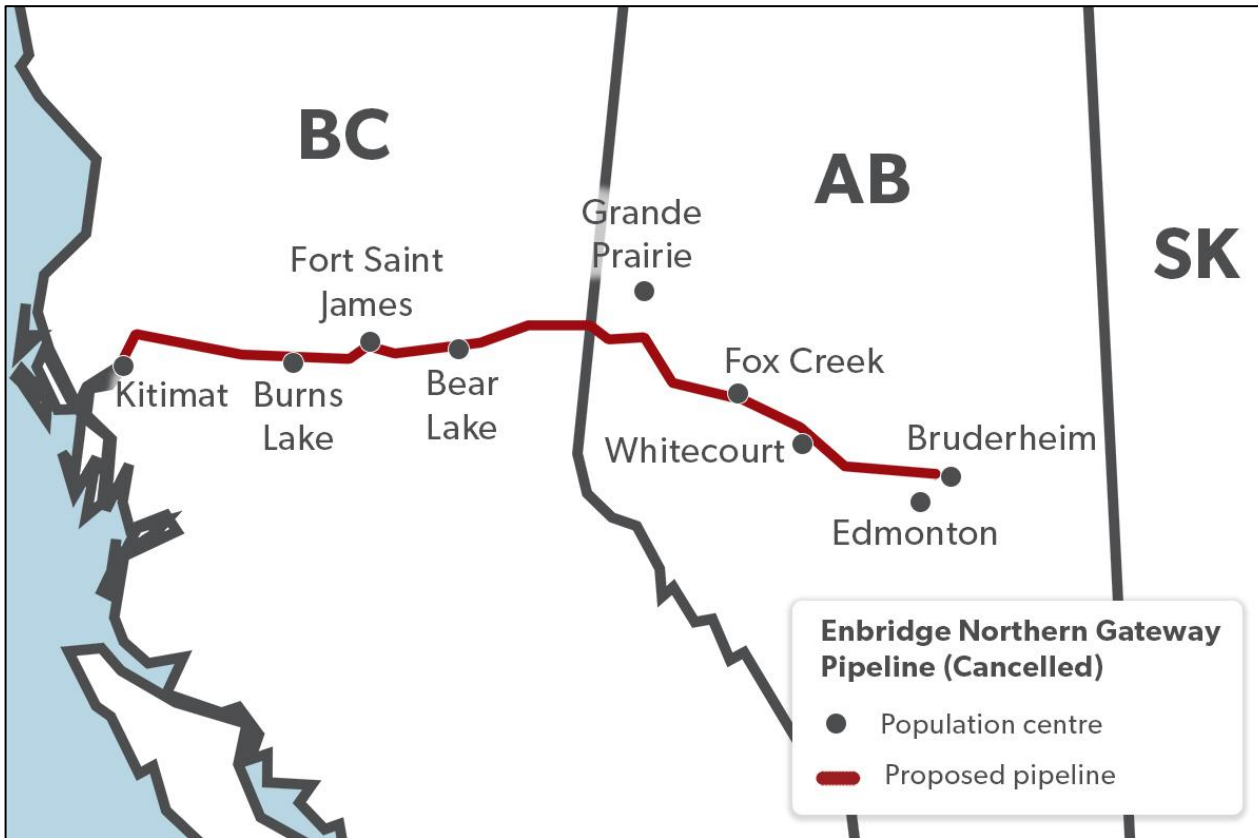 BC
AB
SK
Grande
Prairie
Fort Saint
James
Fox Creek
Kitimat
Burns
Lake
Bear
Lake
Whitecourt
Bruderheim
Edmonton
Enbridge Northern Gateway
Pipeline (Cancelled)
Population centre
Proposed pipeline